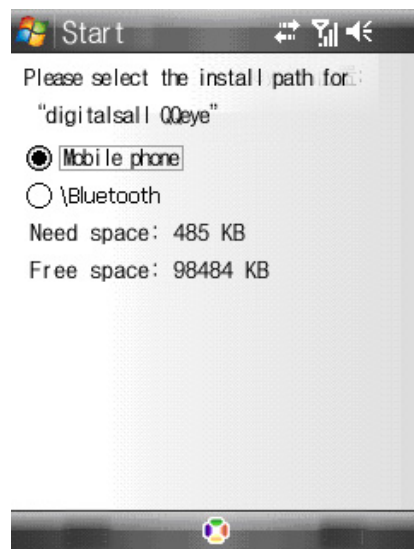 Start
Please select the install path for:
"digitalsall QQeye"
Mobile phone
\Bluetooth
Need space: 485 KB
Free space: 98484 KB